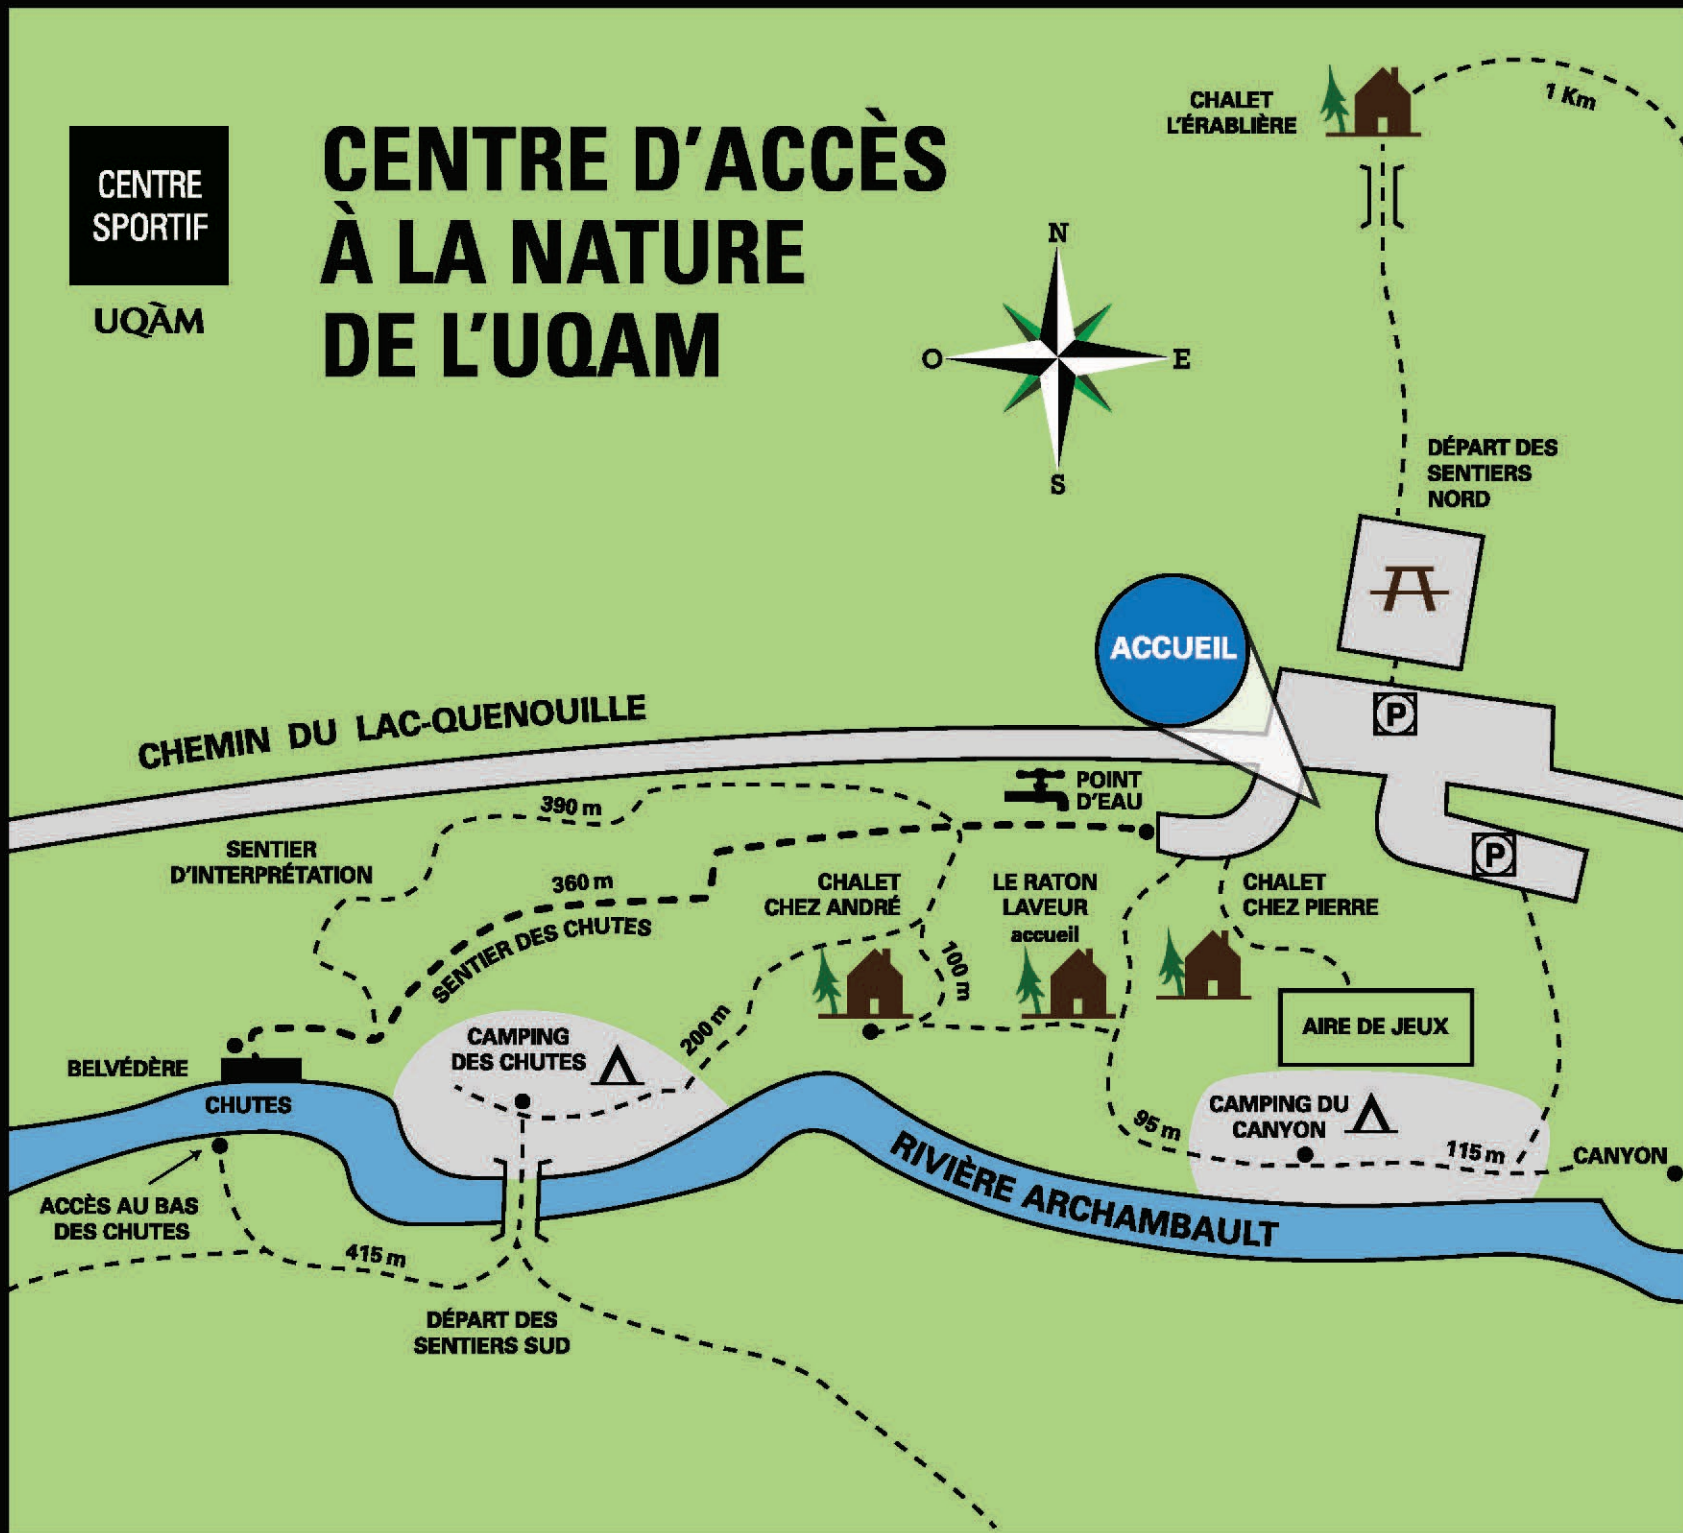 CENTRE
SPORTIF
UQÀM
CENTRE D'ACCÈS
À LA NATURE
DE L'UQAM
N
O
E
S
CHALET
L'ÉRABLIÈRE
1 Km
DÉPART DES
SENTIERS
NORD
ACCUEIL
P
CHEMIN DU LAC-QUENOUILLE
POINT
D'EAU
390 m
SENTIER
D'INTERPRÉTATION
360 m
SENTIER DES CHUTES
CHALET
CHEZ ANDRÉ
LE RATON
LAVEUR
accueil
CHALET
CHEZ PIERRE
P
100 m
200 m
AIRE DE JEUX
CAMPING
DES CHUTES
BELVÉDÈRE
CHUTES
CAMPING DU
CANYON
95 m
115 m
CANYON
RIVIÈRE ARCHAMBAULT
ACCÈS AU BAS
DES CHUTES
415 m
DÉPART DES
SENTIERS SUD